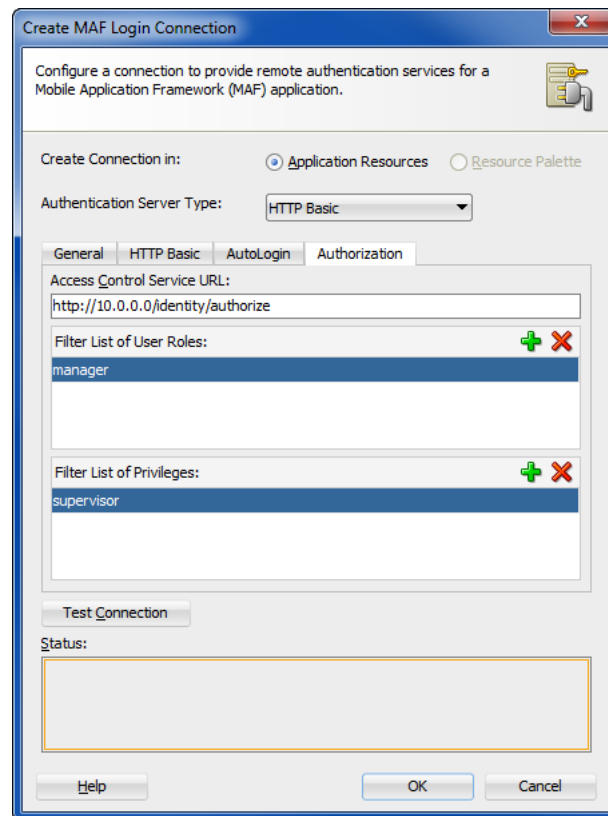 Create MAF Login Connection
Configure a connection to provide remote authentication services for a
Mobile Application Framework (MAF) application.
Create Connection in: Application Resources Resource Palette
Authentication Server Type: HTTP Basic
General HTTP Basic AutoLogin Authorization
Access Control Service URL:
http://10.0.0.0/identity/authorize
Filter List of User Roles:
manager
Filter List of Privileges:
supervisor
Test Connection
Status:
Help OK Cancel